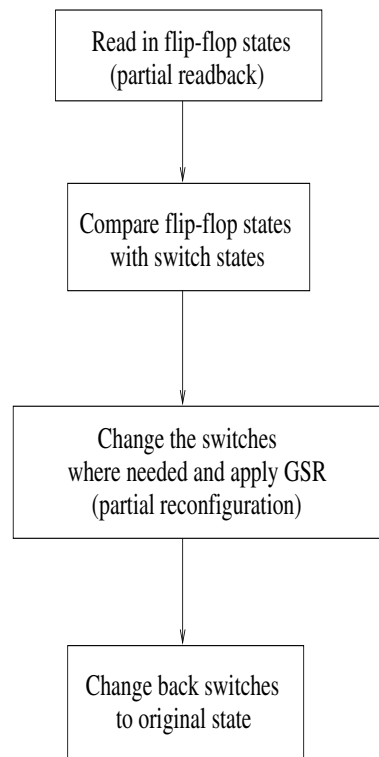 Read in flip-flop states
(partial readback)
Compare flip-flop states
with switch states
Change the switches
where needed and apply GSR
(partial reconfiguration)
Change back switches
to original state